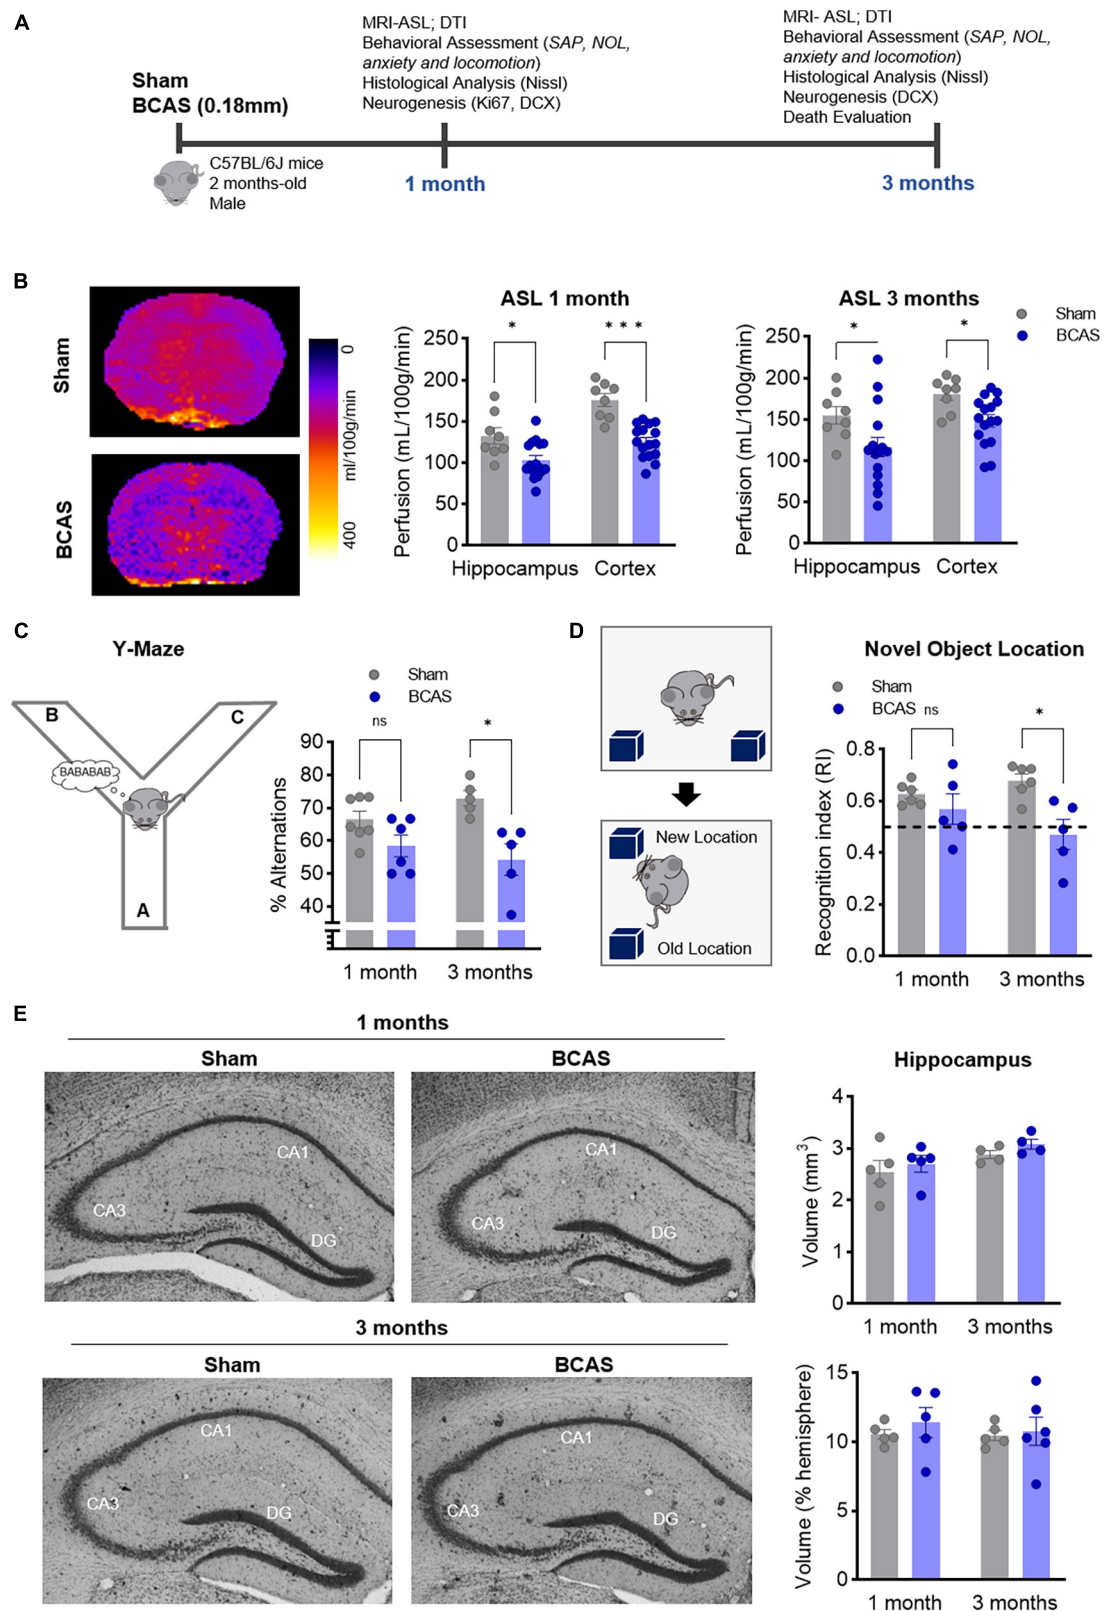 A
Sham
BCAS (0.18mm)
C57BL/6J mice
2 months-old
Male
MRI-ASL; DTI
Behavioral Assessment (SAP, NOL,
anxiety and locomotion)
Histological Analysis (Nissl)
Neurogenesis (Ki67, DCX)
1 month
MRI- ASL; DTI
Behavioral Assessment (SAP, NOL,
anxiety and locomotion)
Histological Analysis (Nissl)
Neurogenesis (DCX)
Death Evaluation
3 months
B
Sham
BCAS
0
ml/100g/min
400
ASL 1 month
* * * *
Perfusion (mL/100g/min)
250
200
150
100
50
0
Hippocampus Cortex
ASL 3 months
Sham
BCAS
* *
Perfusion (mL/100g/min)
250
200
150
100
50
0
Hippocampus Cortex
C
Y-Maze
B
C
BABABAB
A
Sham
BCAS
ns *
% Alternations
90
80
70
60
50
40
1 month 3 months
D
New Location
Old Location
Novel Object Location
Sham
BCAS
ns *
Recognition index (RI)
0.8
0.6
0.4
0.2
0.0
1 month 3 months
E
1 months
Sham BCAS
CA1
CA3
DG
CA1
CA3
DG
3 months
Sham BCAS
CA1
CA3
DG
CA1
CA3
DG
Hippocampus
Volume (mm3)
4
3
2
1
0
1 month 3 months
Volume (% hemisphere)
15
10
5
0
1 month 3 months